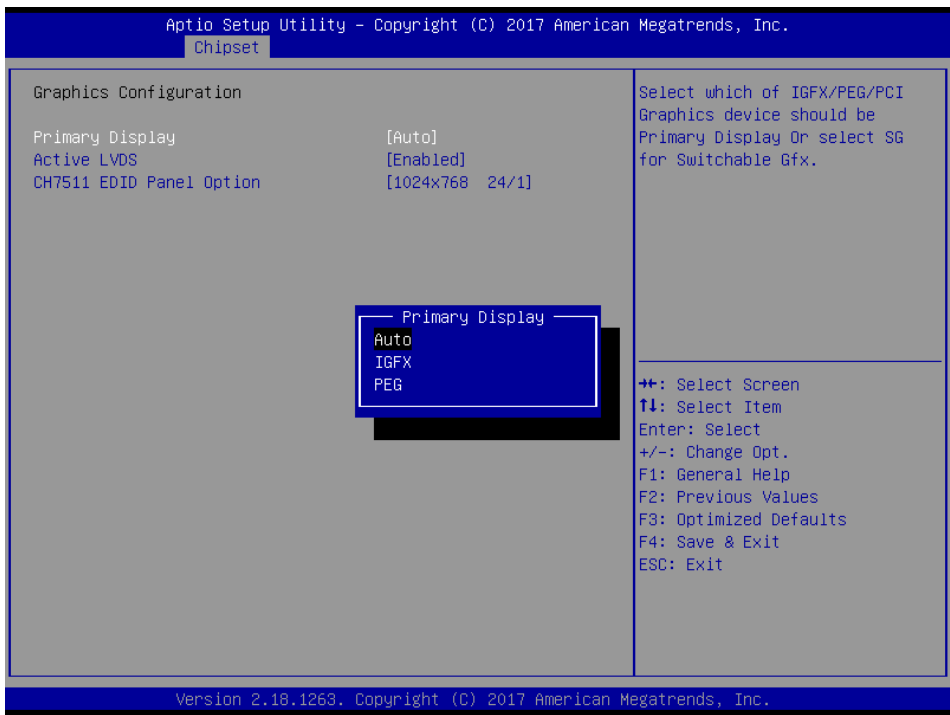 Aptio Setup Utility – Copyright (C) 2017 American Megatrends, Inc.
Chipset
Graphics Configuration
Primary Display [Auto]
Active LVDS [Enabled]
CH7511 EDID Panel Option [1024x768 24/1]
Primary Display
Auto
IGFX
PEG
Select which of IGFX/PEG/PCI
Graphics device should be
Primary Display Or select SG
for Switchable Gfx.
→←: Select Screen
↑↓: Select Item
Enter: Select
+/-: Change Opt.
F1: General Help
F2: Previous Values
F3: Optimized Defaults
F4: Save & Exit
ESC: Exit
Version 2.18.1263. Copyright (C) 2017 American Megatrends, Inc.